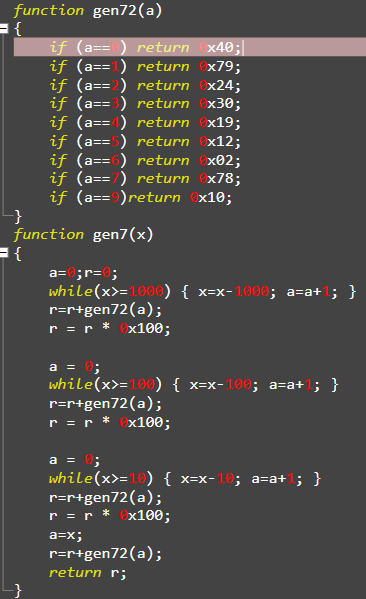 function gen72(a)
{
if (a==0) return 0x40;
if (a==1) return 0x79;
if (a==2) return 0x24;
if (a==3) return 0x30;
if (a==4) return 0x19;
if (a==5) return 0x12;
if (a==6) return 0x02;
if (a==7) return 0x78;
if (a==9)return 0x10;
}
function gen7(x)
{
a=0;r=0;
while(x>=1000) { x=x-1000; a=a+1; }
r=r+gen72(a);
r = r * 0x100;
a = 0;
while(x>=100) { x=x-100; a=a+1; }
r=r+gen72(a);
r = r * 0x100;
a = 0;
while(x>=10) { x=x-10; a=a+1; }
r=r+gen72(a);
r = r * 0x100;
a=x;
r=r+gen72(a);
return r;
}